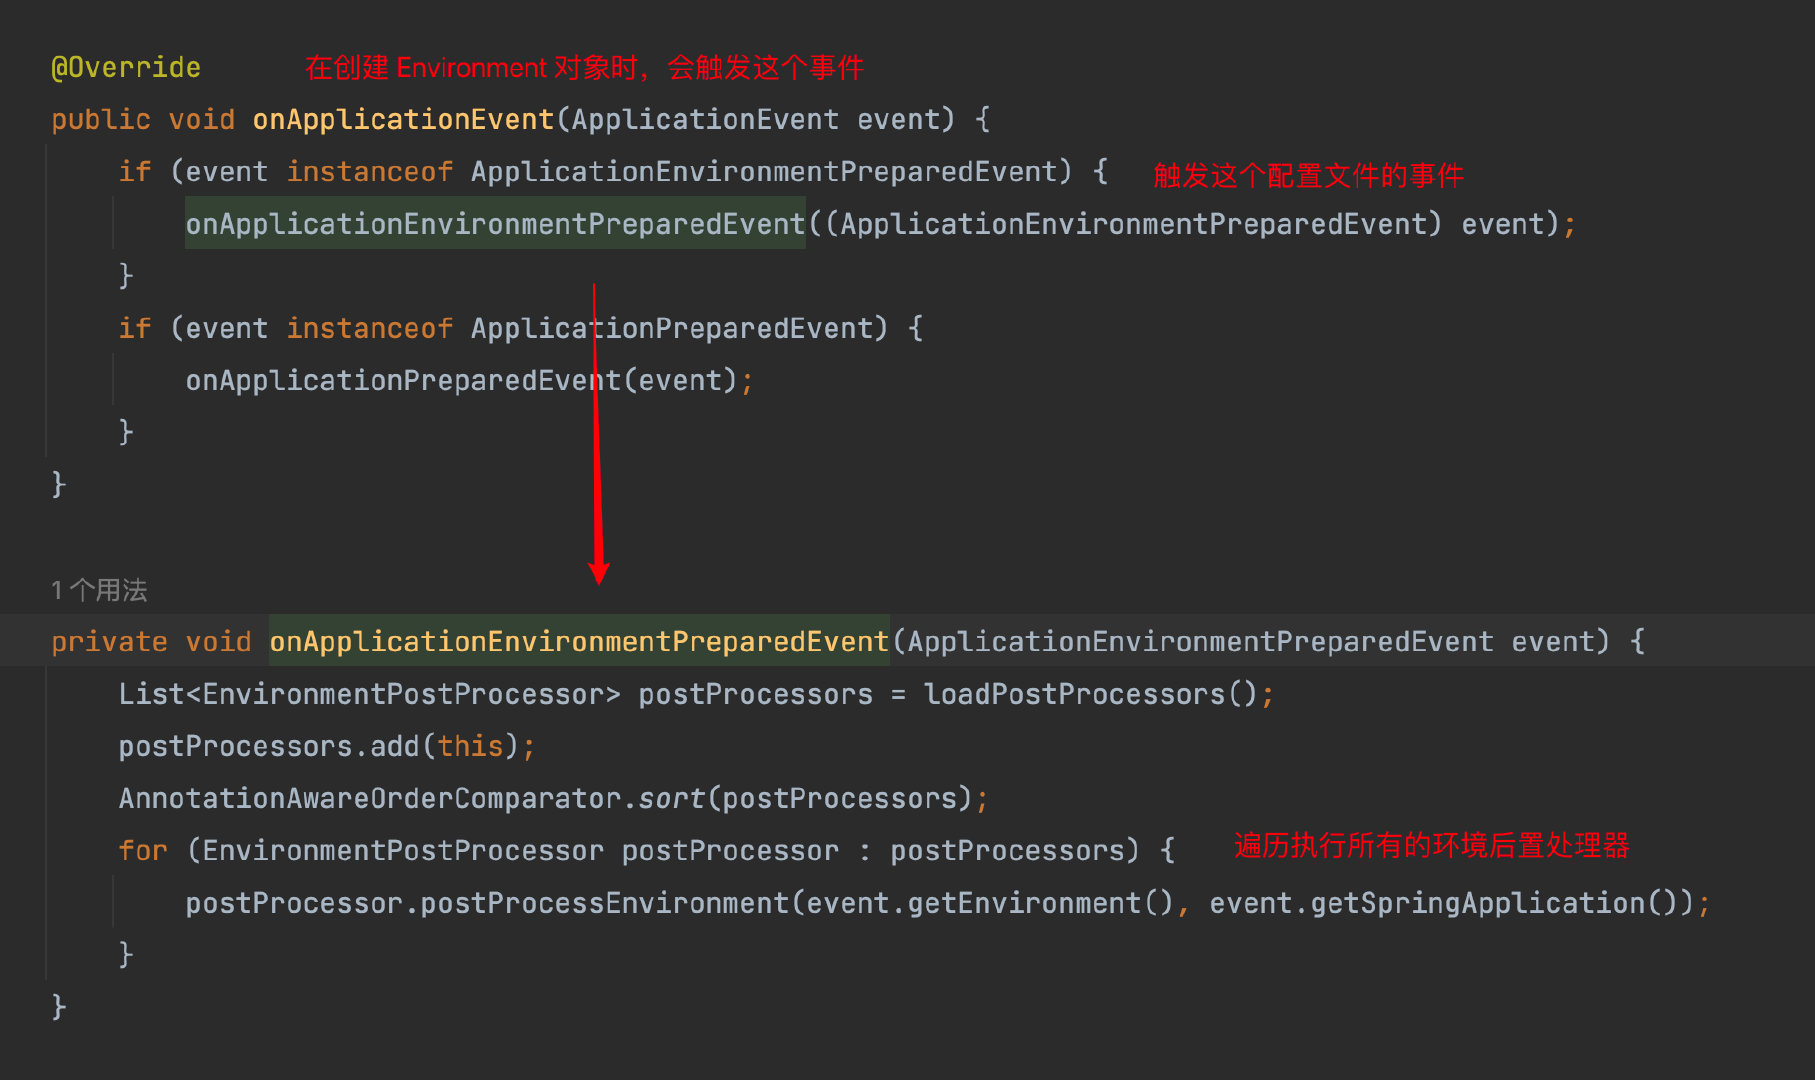 @Override 在创建 Environment 对象时，会触发这个事件
public void onApplicationEvent(ApplicationEvent event) {
if (event instanceof ApplicationEnvironmentPreparedEvent) { 触发这个配置文件的事件
onApplicationEnvironmentPreparedEvent((ApplicationEnvironmentPreparedEvent) event);
}
if (event instanceof ApplicationPreparedEvent) {
onApplicationPreparedEvent(event);
}
}
1 个用法
private void onApplicationEnvironmentPreparedEvent(ApplicationEnvironmentPreparedEvent event) {
List<EnvironmentPostProcessor> postProcessors = loadPostProcessors();
postProcessors.add(this);
AnnotationAwareOrderComparator.sort(postProcessors);
for (EnvironmentPostProcessor postProcessor : postProcessors) { 遍历执行所有的环境后置处理器
postProcessor.postProcessEnvironment(event.getEnvironment(), event.getSpringApplication());
}
}